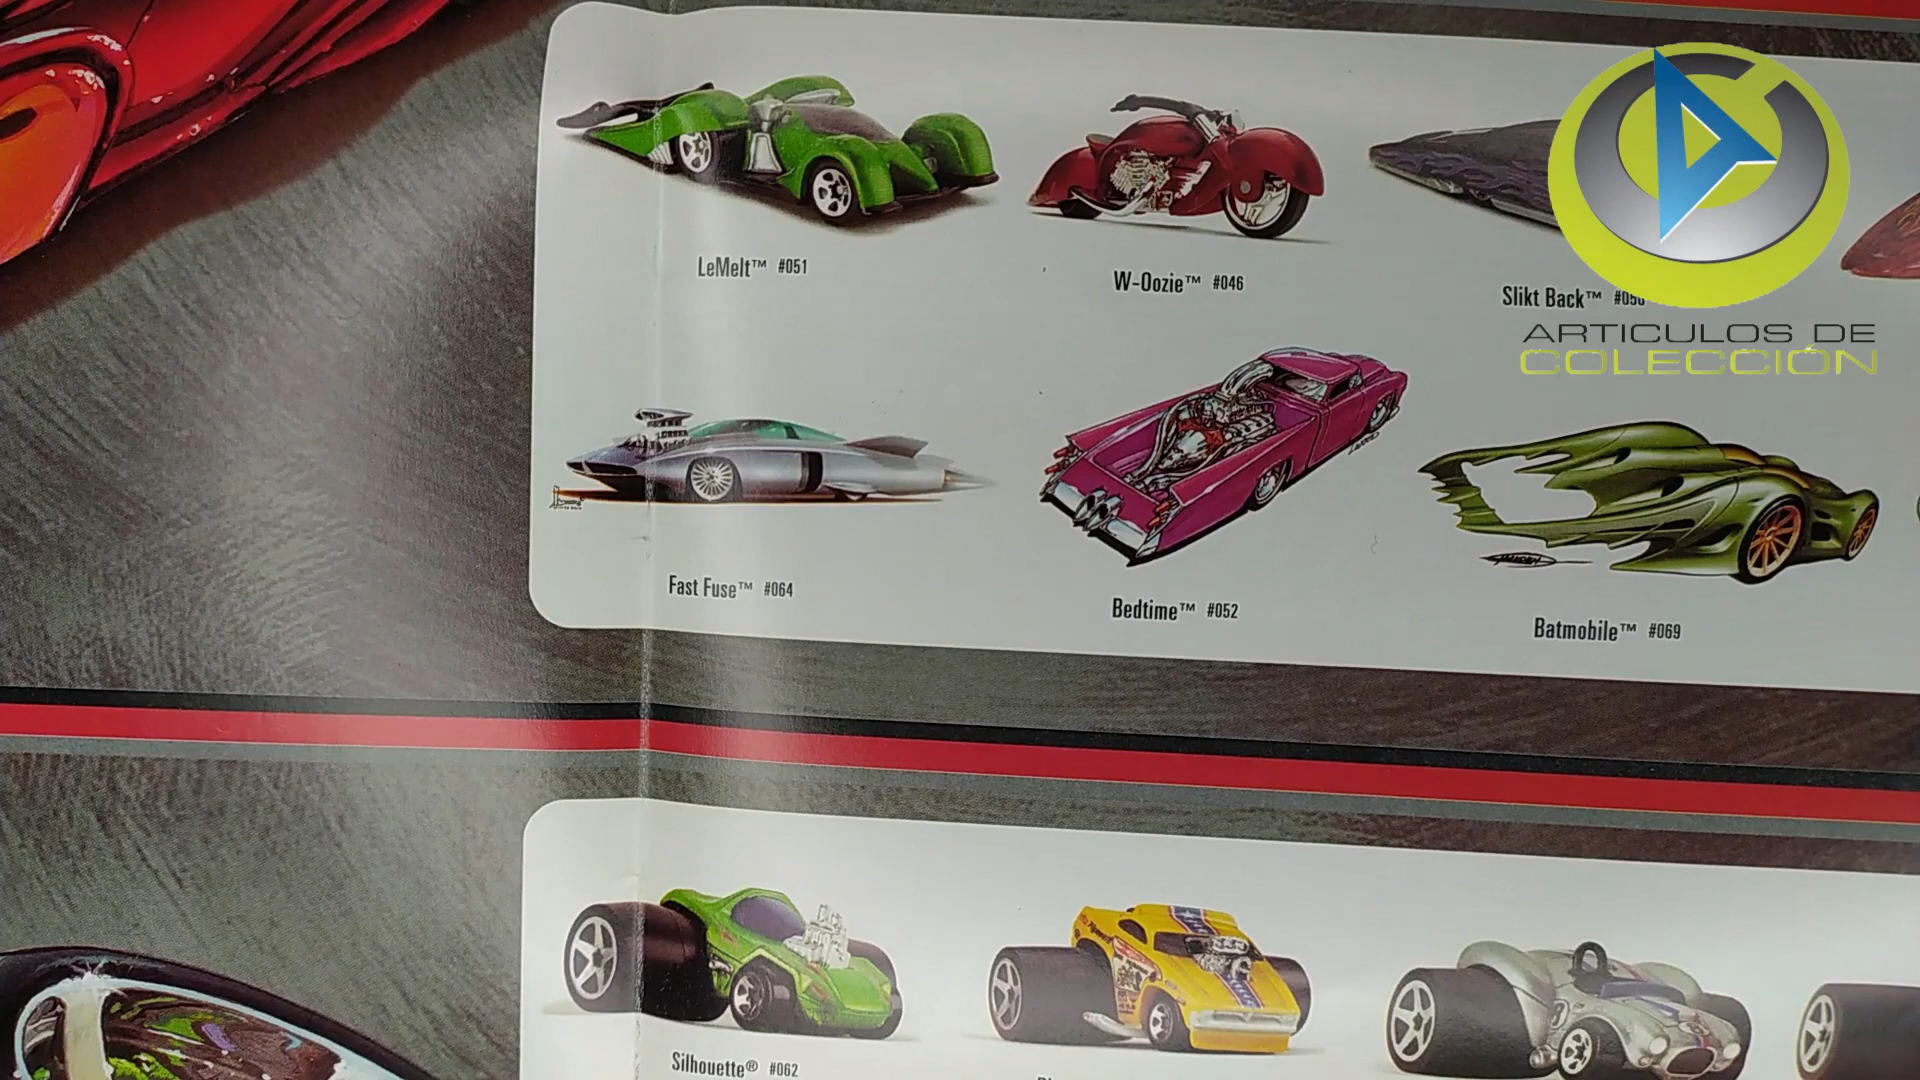 LeMelt™ #051
W-Oozie™ #046
Slikt Back™
ARTICULOS DE
COLECCIÓN
Fast Fuse™ #064
Bedtime™ #052
Batmobile™ #069
Silhouette® #062